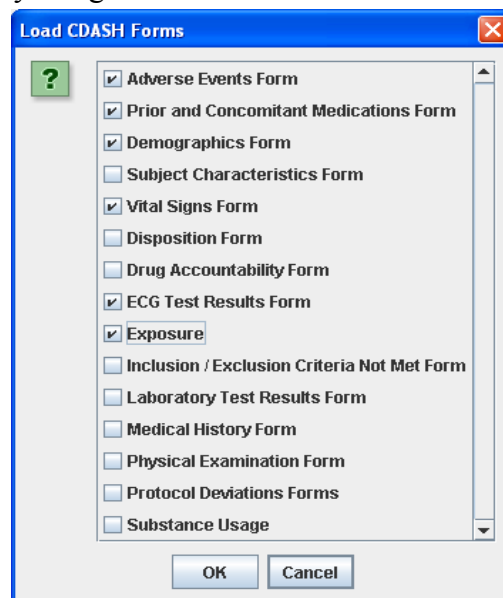 Load CDASH Forms
Adverse Events Form
Prior and Concomitant Medications Form
Demographics Form
Subject Characteristics Form
Vital Signs Form
Disposition Form
Drug Accountability Form
ECG Test Results Form
Exposure
Inclusion / Exclusion Criteria Not Met Form
Laboratory Test Results Form
Medical History Form
Physical Examination Form
Protocol Deviations Forms
Substance Usage
OK Cancel